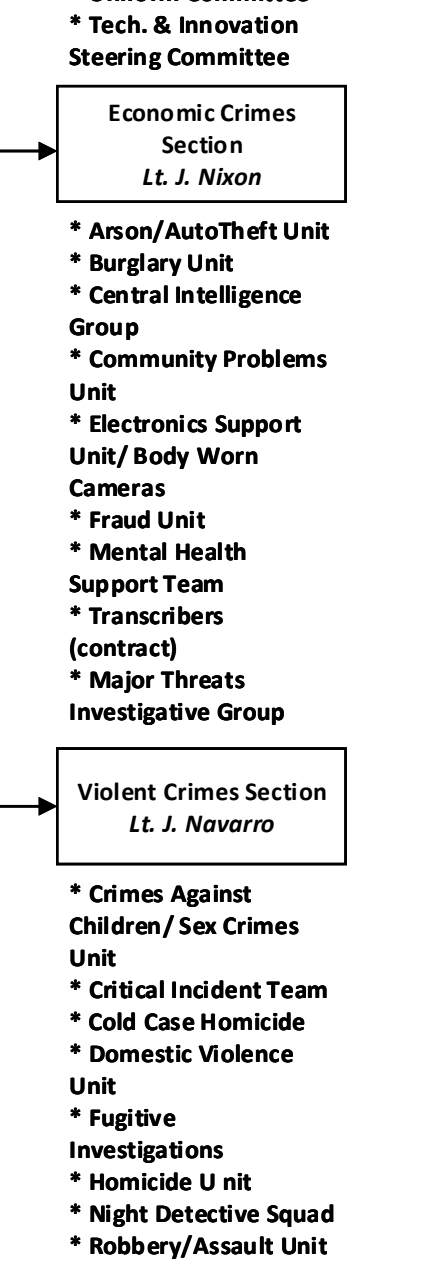 * Tech. & Innovation
Steering Committee
Economic Crimes
Section
Lt. J. Nixon
* Arson/AutoTheft Unit
* Burglary Unit
* Central Intelligence
Group
* Community Problems
Unit
* Electronics Support
Unit/ Body Worn
Cameras
* Fraud Unit
* Mental Health
Support Team
* Transcribers
(contract)
* Major Threats
Investigative Group
Violent Crimes Section
Lt. J. Navarro
* Crimes Against
Children/ Sex Crimes
Unit
* Critical Incident Team
* Cold Case Homicide
* Domestic Violence
Unit
* Fugitive
Investigations
* Homicide U nit
* Night Detective Squad
* Robbery/Assault Unit